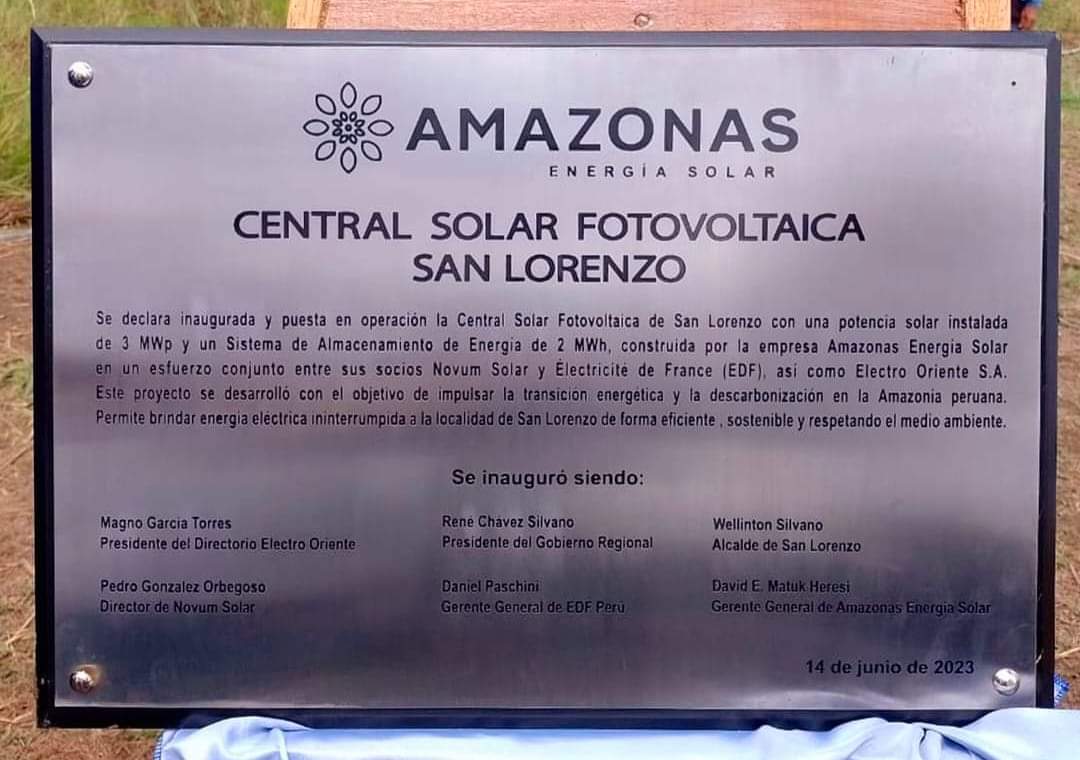 AMAZONAS
ENERGÍA SOLAR
CENTRAL SOLAR FOTOVOLTAICA
SAN LORENZO
Se declara inaugurada y puesta en operación la Central Solar Fotovoltaica de San Lorenzo con una potencia solar instalada
de 3 MWp y un Sistema de Almacenamiento de Energía de 2 MWh, construida por la empresa Amazonas Energía Solar
en un esfuerzo conjunto entre sus socios Novum Solar y Électricité de France (EDF), así como Electro Oriente S.A.
Este proyecto se desarrolló con el objetivo de impulsar la transición energética y la descarbonización en la Amazonía peruana.
Permite brindar energía eléctrica ininterrumpida a la localidad de San Lorenzo de forma eficiente , sostenible y respetando el medio ambiente.
Se inauguró siendo:
Magno García Torres
Presidente del Directorio Electro Oriente
René Chávez Silvano
Presidente del Gobierno Regional
Wellinton Silvano
Alcalde de San Lorenzo
Pedro Gonzalez Orbegoso
Director de Novum Solar
Daniel Paschini
Gerente General de EDF Perú
David E. Matuk Heresi
Gerente General de Amazonas Energía Solar
14 de junio de 2023